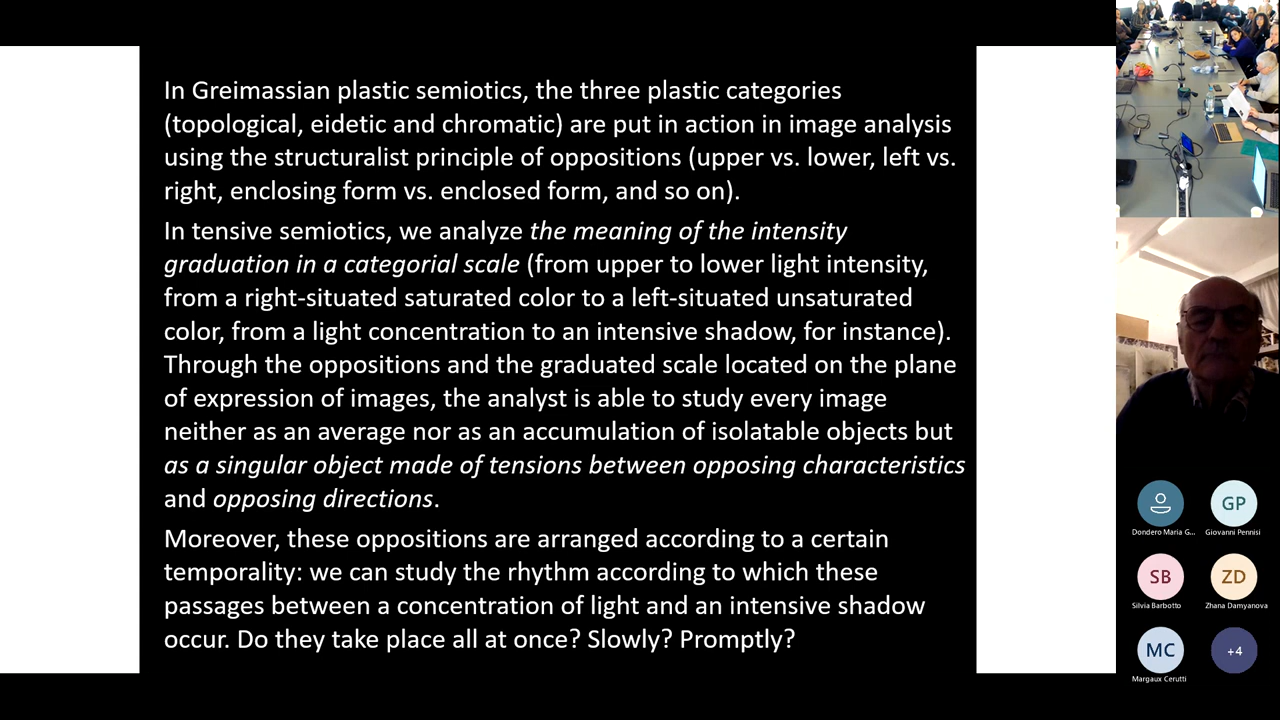 In Greimassian plastic semiotics, the three plastic categories
(topological, eidetic and chromatic) are put in action in image analysis
using the structuralist principle of oppositions (upper vs. lower, left vs.
right, enclosing form vs. enclosed form, and so on).
In tensive semiotics, we analyze the meaning of the intensity
graduation in a categorial scale (from upper to lower light intensity,
from a right-situated saturated color to a left-situated unsaturated
color, from a light concentration to an intensive shadow, for instance).
Through the oppositions and the graduated scale located on the plane
of expression of images, the analyst is able to study every image
neither as an average nor as an accumulation of isolatable objects but
as a singular object made of tensions between opposing characteristics
and opposing directions.
Moreover, these oppositions are arranged according to a certain
temporality: we can study the rhythm according to which these
passages between a concentration of light and an intensive shadow
occur. Do they take place all at once? Slowly? Promptly?
Dondero Maria G...
GP
Giovanni Pennisi
SB
Silvia Barbotto
ZD
Zhana Damyanova
MC
Margaux Cerutti
+4